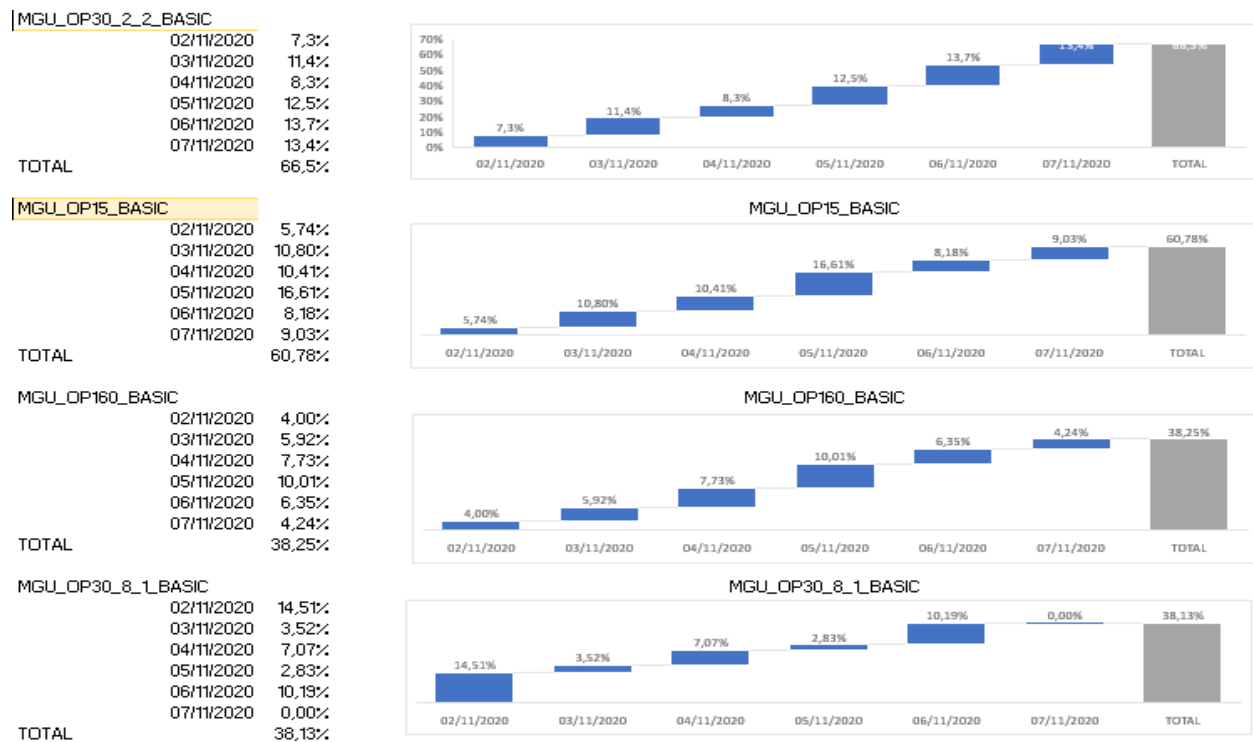 MGU_OP30_2_2_BASIC
02/11/2020 7,3%
03/11/2020 11,4%
04/11/2020 8,3%
05/11/2020 12,5%
06/11/2020 13,7%
07/11/2020 13,4%
TOTAL 66,5%
70%
60%
50%
40%
30%
20%
10%
0%
7,3% 11,4% 8,3% 12,5% 13,7% 13,4% 66,5%
02/11/2020 03/11/2020 04/11/2020 05/11/2020 06/11/2020 07/11/2020 TOTAL
MGU_OP15_BASIC
02/11/2020 5,74%
03/11/2020 10,80%
04/11/2020 10,41%
05/11/2020 16,61%
06/11/2020 8,18%
07/11/2020 9,03%
TOTAL 60,78%
MGU_OP15_BASIC
5,74% 10,80% 10,41% 16,61% 8,18% 9,03% 60,78%
02/11/2020 03/11/2020 04/11/2020 05/11/2020 06/11/2020 07/11/2020 TOTAL
MGU_OP160_BASIC
02/11/2020 4,00%
03/11/2020 5,92%
04/11/2020 7,73%
05/11/2020 10,01%
06/11/2020 6,35%
07/11/2020 4,24%
TOTAL 38,25%
MGU_OP160_BASIC
4,00% 5,92% 7,73% 10,01% 6,35% 4,24% 38,25%
02/11/2020 03/11/2020 04/11/2020 05/11/2020 06/11/2020 07/11/2020 TOTAL
MGU_OP30_8_1_BASIC
02/11/2020 14,51%
03/11/2020 3,52%
04/11/2020 7,07%
05/11/2020 2,83%
06/11/2020 10,19%
07/11/2020 0,00%
TOTAL 38,13%
MGU_OP30_8_1_BASIC
14,51% 3,52% 7,07% 2,83% 10,19% 0,00% 38,13%
02/11/2020 03/11/2020 04/11/2020 05/11/2020 06/11/2020 07/11/2020 TOTAL